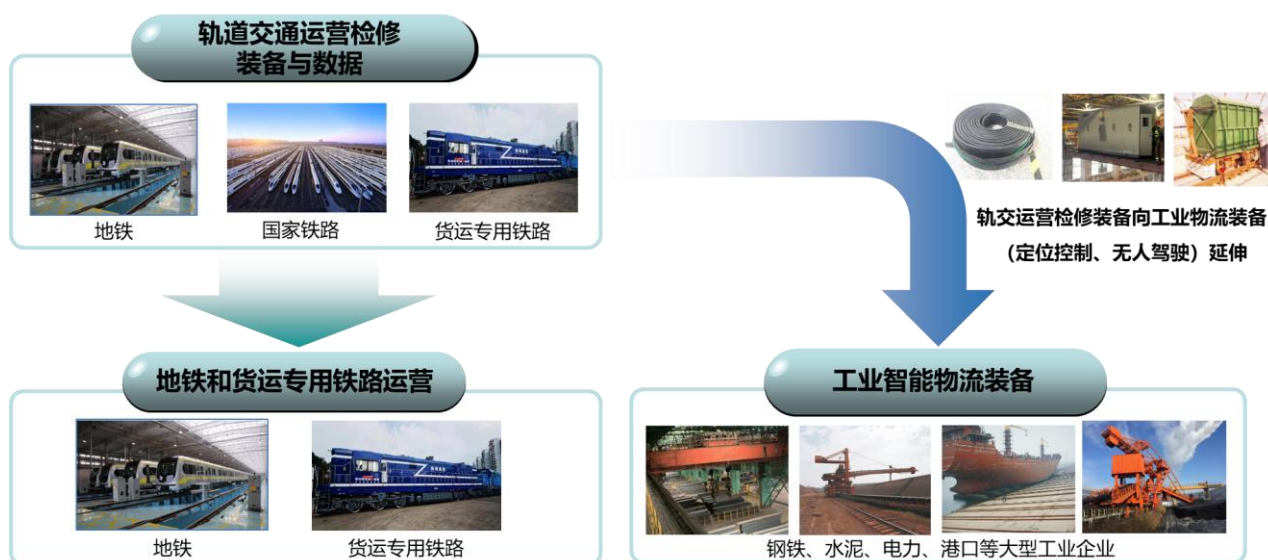 轨道交通运营检修
装备与数据
地铁
国家铁路
货运专用铁路
轨交运营检修装备向工业物流装备
（定位控制、无人驾驶）延伸
地铁和货运专用铁路运营
地铁
货运专用铁路
工业智能物流装备
钢铁、水泥、电力、港口等大型工业企业